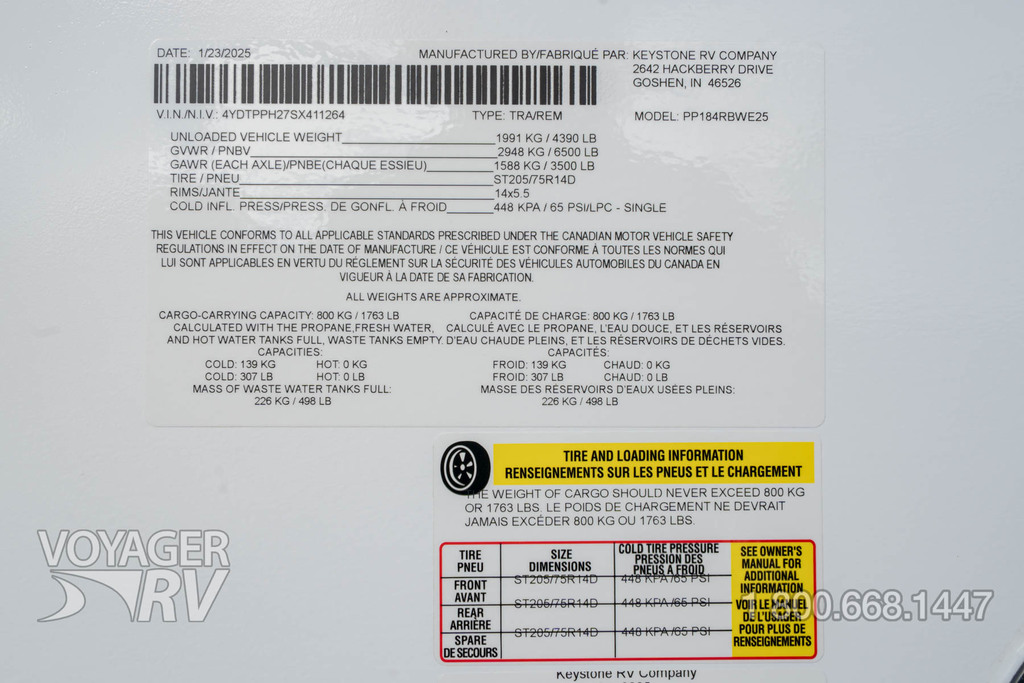 DATE: 1/23/2025 MANUFACTURED BY/FABRIQUÉ PAR: KEYSTONE RV COMPANY
2642 HACKBERRY DRIVE
GOSHEN, IN 46526
V.I.N./N.I.V.: 4YDTPPH27SX411264 TYPE: TRA/REM MODEL: PP184RBWE25
UNLOADED VEHICLE WEIGHT 1991 KG / 4390 LB
GVWR / PNBV 2948 KG / 6500 LB
GAWR (EACH AXLE)/PNBE(CHAQUE ESSIEU) 1588 KG / 3500 LB
TIRE / PNEU ST205/75R14D
RIMS/JANTE 14x5.5
COLD INFL. PRESS/PRESS. DE GONFL. À FROID 448 KPA / 65 PSI/LPC - SINGLE
THIS VEHICLE CONFORMS TO ALL APPLICABLE STANDARDS PRESCRIBED UNDER THE CANADIAN MOTOR VEHICLE SAFETY
REGULATIONS IN EFFECT ON THE DATE OF MANUFACTURE / CE VÉHICULE EST CONFORME À TOUTES LES NORMES QUI
LUI SONT APPLICABLES EN VERTU DU RÉGLEMENT SUR LA SÉCURITÉ DES VÉHICULES AUTOMOBILES DU CANADA EN
VIGUEUR À LA DATE DE SA FABRICATION.
ALL WEIGHTS ARE APPROXIMATE.
CARGO-CARRYING CAPACITY: 800 KG / 1763 LB CAPACITÉ DE CHARGE: 800 KG / 1763 LB
CALCULATED WITH THE PROPANE,FRESH WATER, CALCULÉ AVEC LE PROPANE, L'EAU DOUCE, ET LES RÉSERVOIRS
AND HOT WATER TANKS FULL, WASTE TANKS EMPTY. D'EAU CHAUDE PLEINS, ET LES RÉSERVOIRS DE DÉCHETS VIDES.
CAPACITIES: CAPACITÉS:
COLD: 139 KG HOT: 0 KG FROID: 139 KG CHAUD: 0 KG
COLD: 307 LB HOT: 0 LB FROID: 307 LB CHAUD: 0 LB
MASS OF WASTE WATER TANKS FULL: MASSE DES RÉSERVOIRS D'EAUX USÉES PLEINS:
226 KG / 498 LB 226 KG / 498 LB
TIRE AND LOADING INFORMATION
RENSEIGNEMENTS SUR LES PNEUS ET LE CHARGEMENT
THE WEIGHT OF CARGO SHOULD NEVER EXCEED 800 KG
OR 1763 LBS. LE POIDS DE CHARGEMENT NE DEVRAIT
JAMAIS EXCÉDER 800 KG OU 1763 LBS.
TIRE
PNEU
SIZE
DIMENSIONS
COLD TIRE PRESSURE
PRESSION DES
PNEUS A FROID
FRONT
AVANT
ST205/75R14D 448 KPA /65 PSI
REAR
ARRIÈRE
ST205/75R14D 448 KPA /65 PSI
SPARE
DE SECOURS
ST205/75R14D 448 KPA /65 PSI
SEE OWNER'S
MANUAL FOR
ADDITIONAL
INFORMATION
VOIR LE MANUEL
DE L'USAGER
POUR PLUS DE
RENSEIGNEMENTS
Keystone RV Company
VOYAGER
RV
1.800.668.1447